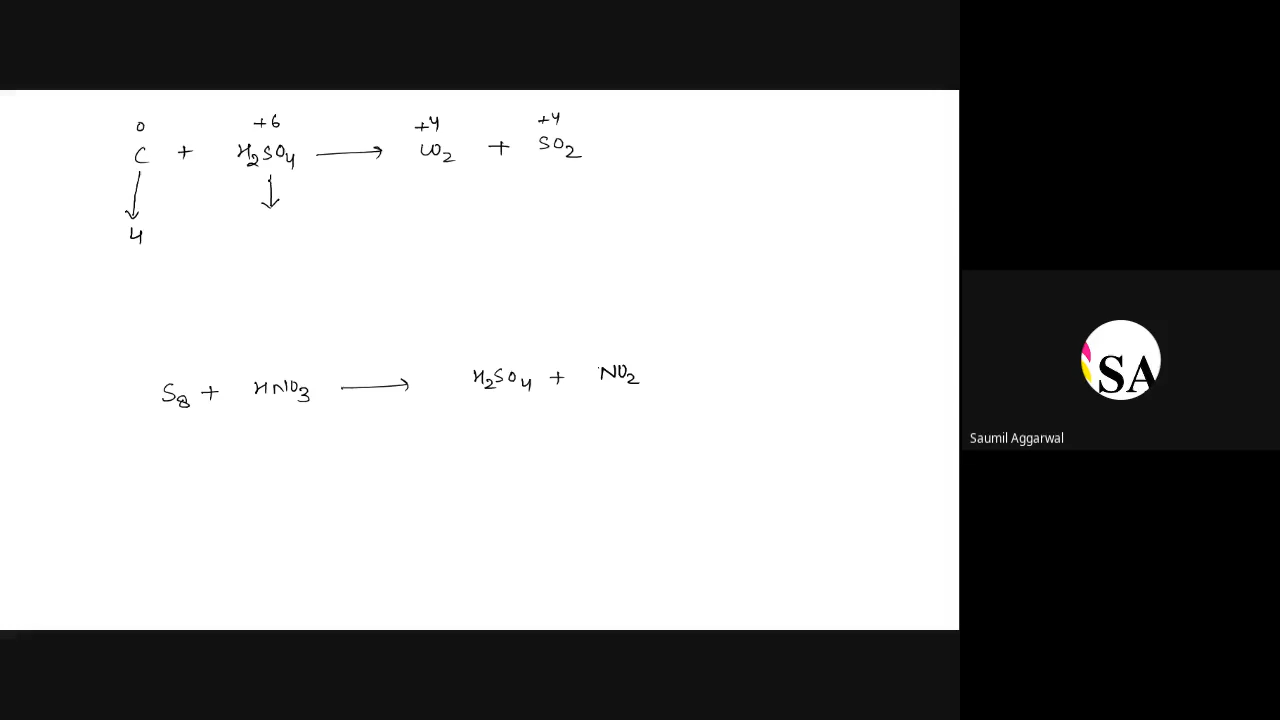 0 +6 +4 +4
C + H2SO4 ⟶ CO2 + SO2
4
S8 + HNO3 ⟶ H2SO4 + NO2
SA
Saumil Aggarwal